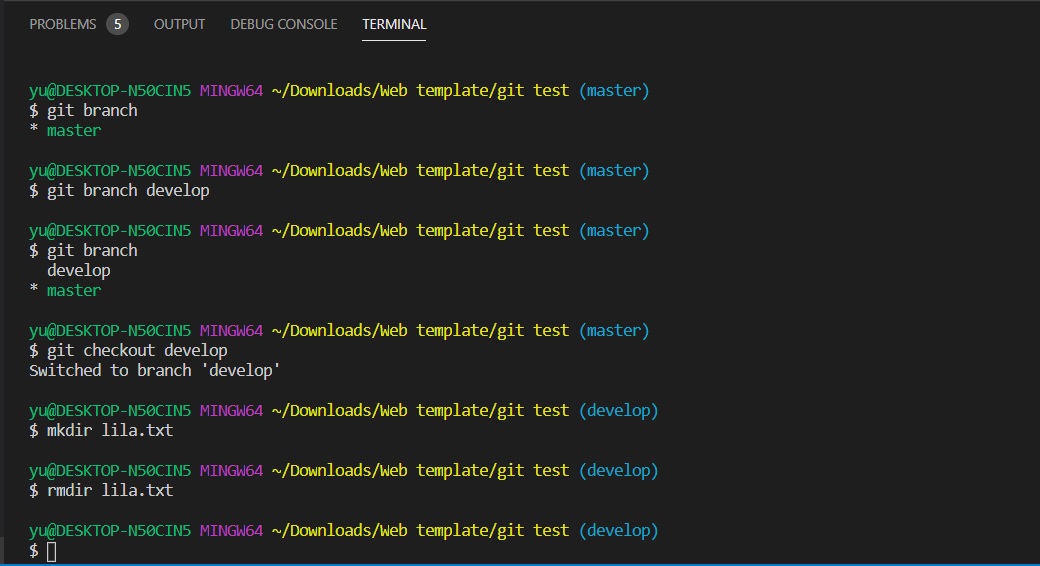 PROBLEMS 5 OUTPUT DEBUG CONSOLE TERMINAL
yu@DESKTOP-N50CIN5 MINGW64 ~/Downloads/Web template/git test (master)
$ git branch
* master
yu@DESKTOP-N50CIN5 MINGW64 ~/Downloads/Web template/git test (master)
$ git branch develop
yu@DESKTOP-N50CIN5 MINGW64 ~/Downloads/Web template/git test (master)
$ git branch
  develop
* master
yu@DESKTOP-N50CIN5 MINGW64 ~/Downloads/Web template/git test (master)
$ git checkout develop
Switched to branch 'develop'
yu@DESKTOP-N50CIN5 MINGW64 ~/Downloads/Web template/git test (develop)
$ mkdir lila.txt
yu@DESKTOP-N50CIN5 MINGW64 ~/Downloads/Web template/git test (develop)
$ rmdir lila.txt
yu@DESKTOP-N50CIN5 MINGW64 ~/Downloads/Web template/git test (develop)
$